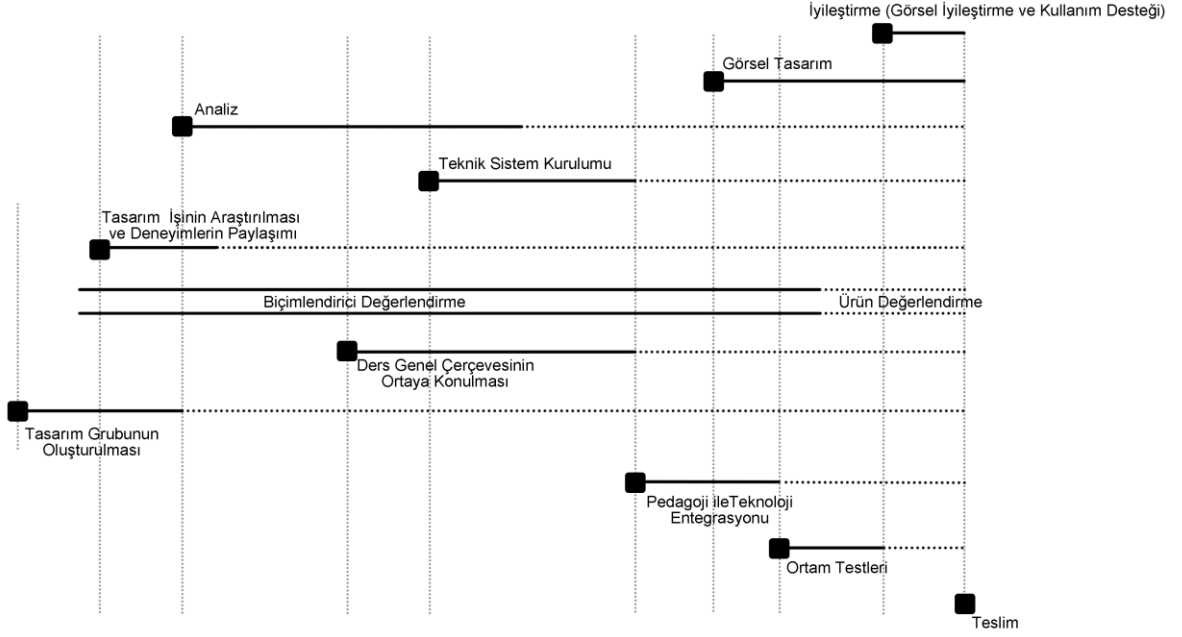 İyileştirme (Görsel İyileştirme ve Kullanım Desteği)
Görsel Tasarım
Analiz
Teknik Sistem Kurulumu
Tasarım İşinin Araştırılması
ve Deneyimlerin Paylaşımı
Biçimlendirici Değerlendirme
Ürün Değerlendirme
Ders Genel Çerçevesinin
Ortaya Konulması
Tasarım Grubunun
Oluşturulması
Pedagoji ileTeknoloji
Entegrasyonu
Ortam Testleri
Teslim